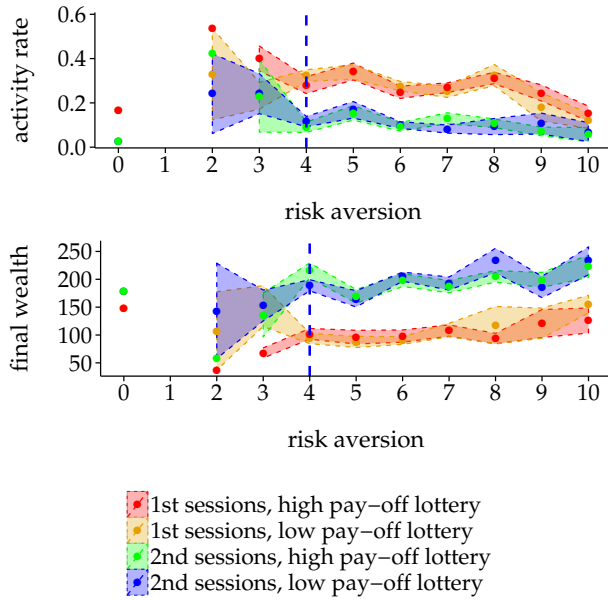 0.6
0.4
0.2
0.0
activity rate
0 1 2 3 4 5 6 7 8 9 10
risk aversion
250
200
150
100
50
final wealth
0 1 2 3 4 5 6 7 8 9 10
risk aversion
1st sessions, high pay−off lottery
1st sessions, low pay−off lottery
2nd sessions, high pay−off lottery
2nd sessions, low pay−off lottery